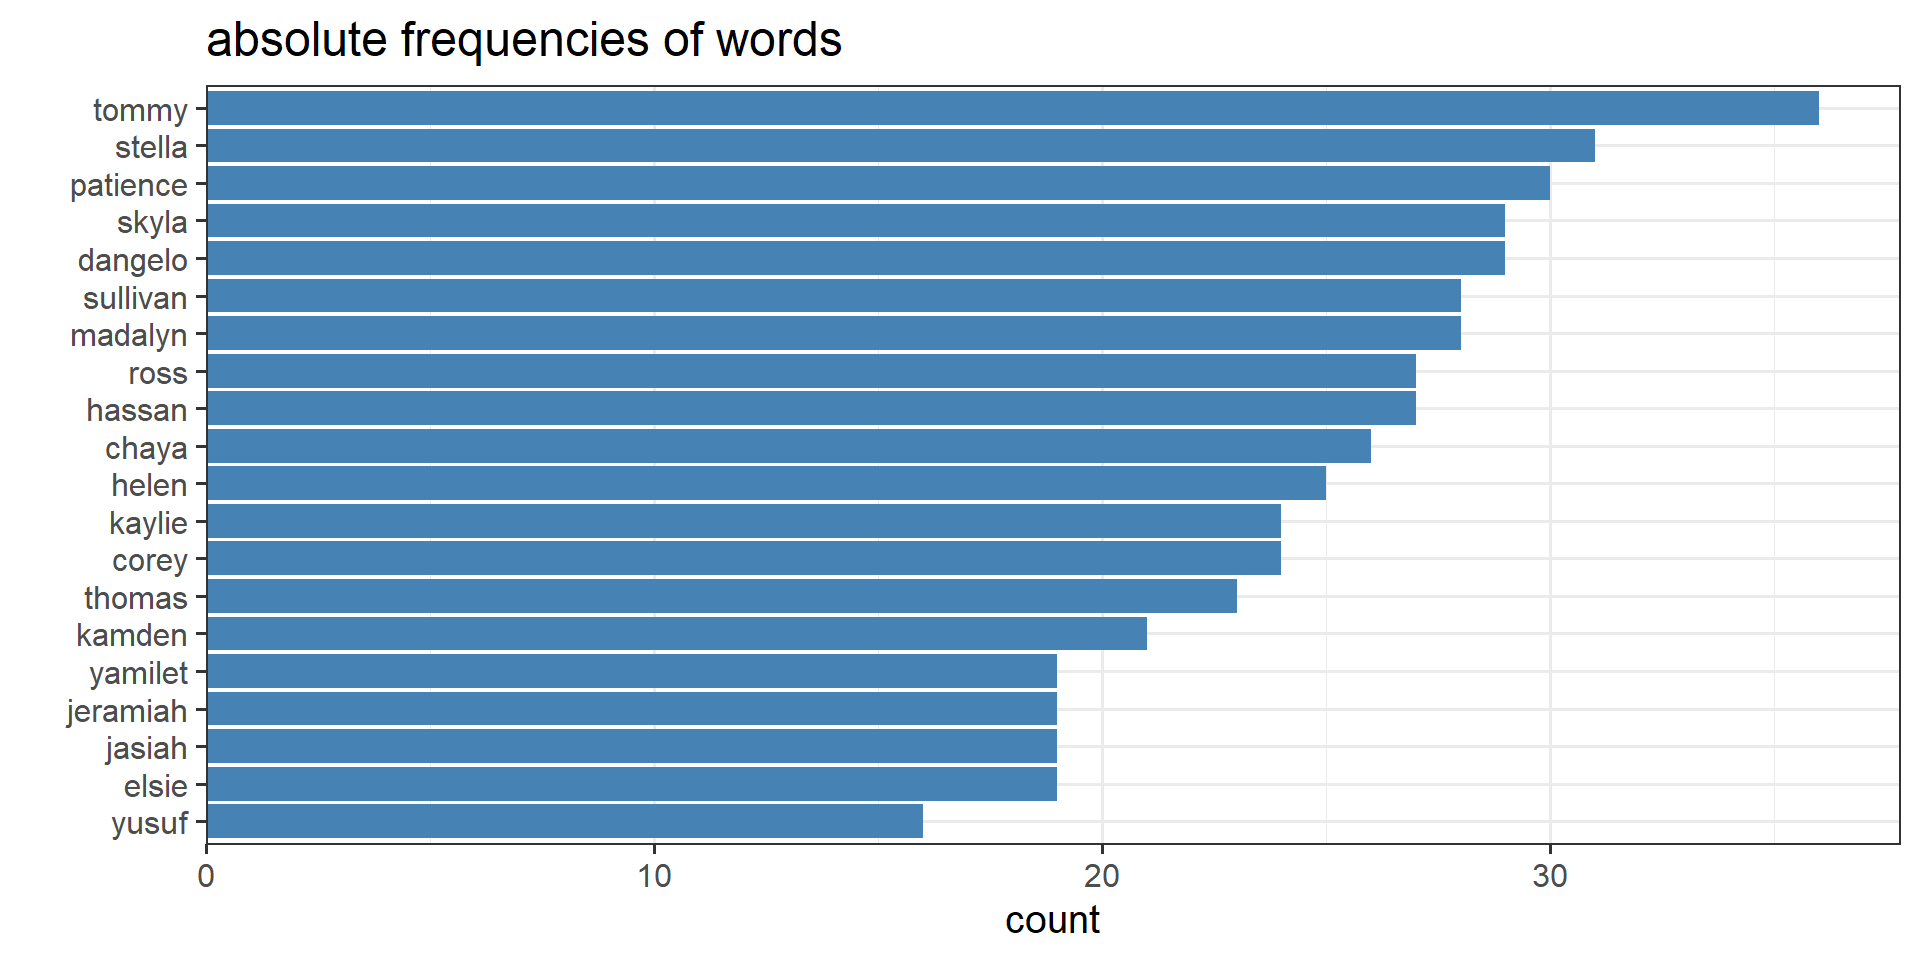 absolute frequencies of words
tommy
stella
patience
skyla
dangelo
sullivan
madalyn
ross
hassan
chaya
helen
kaylie
corey
thomas
kamden
yamilet
jeramiah
jasiah
elsie
yusuf
0 10 20 30
count